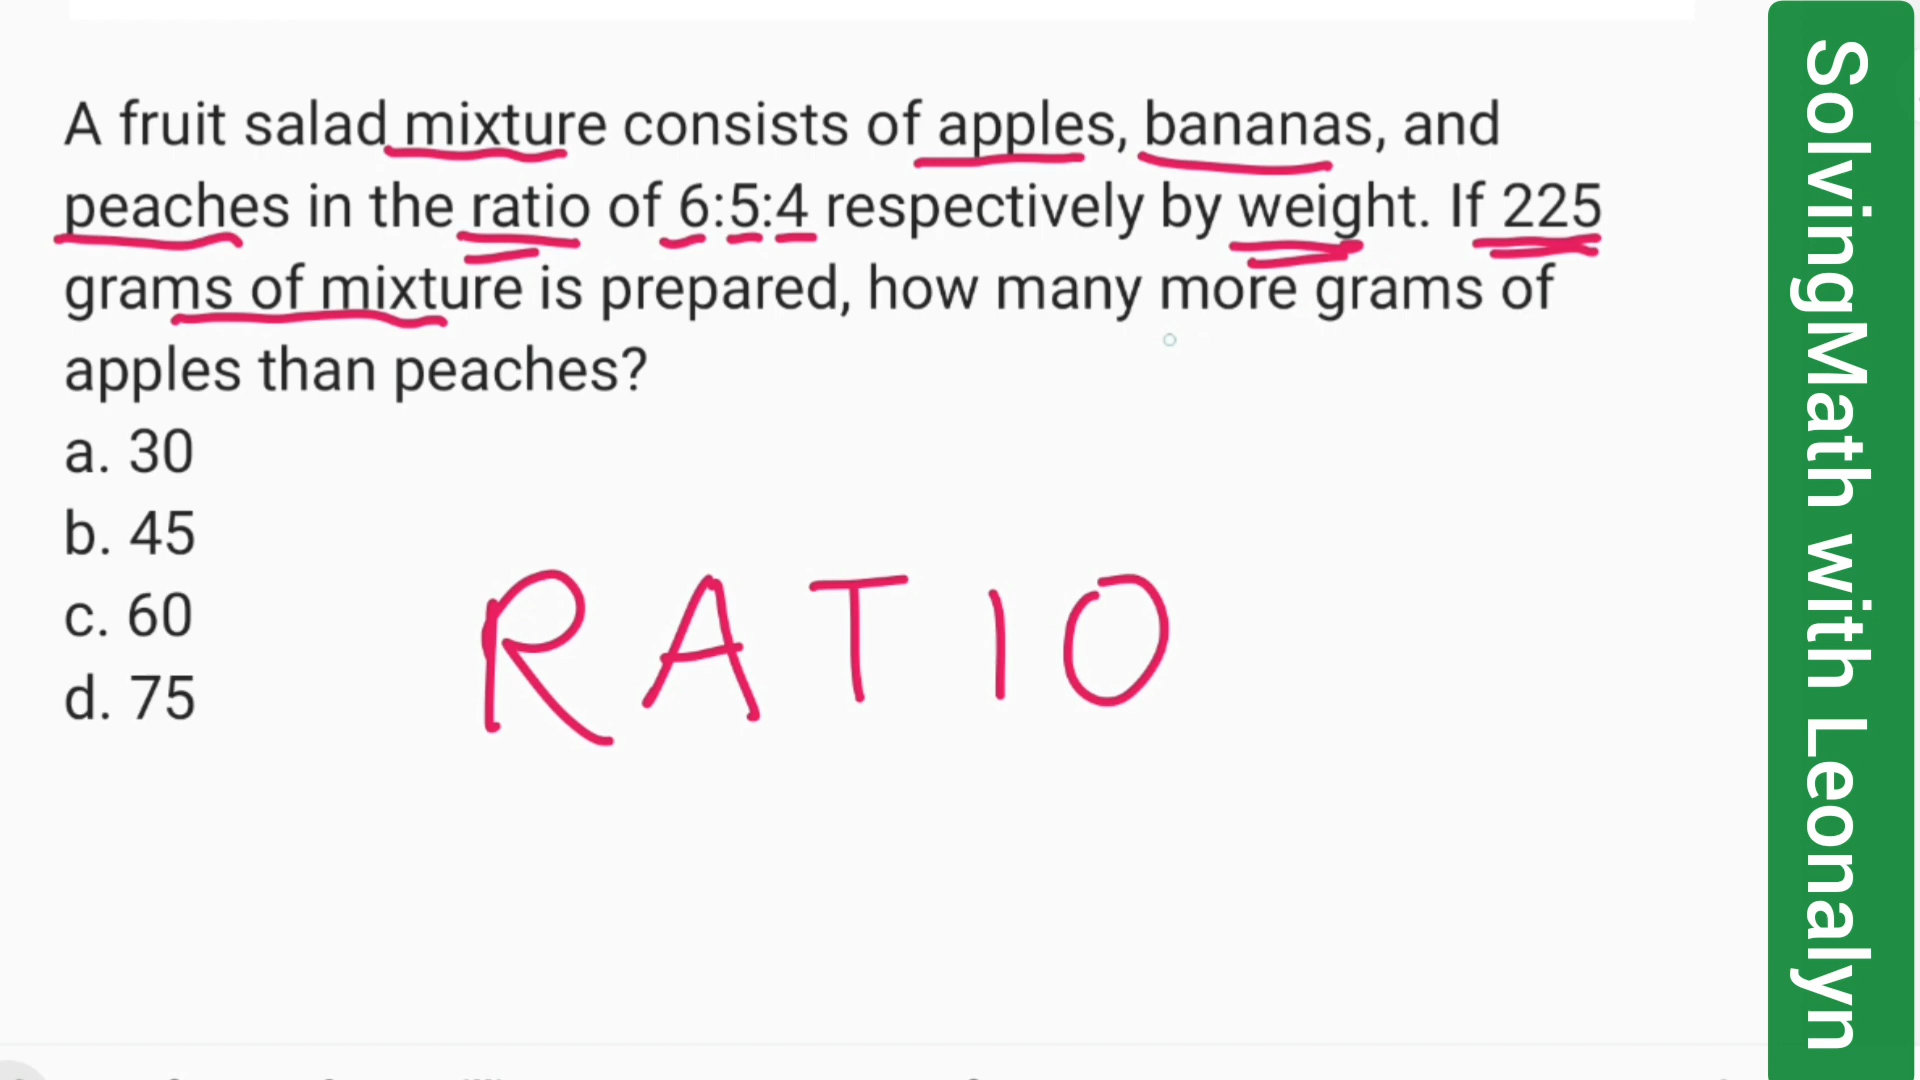 A fruit salad mixture consists of apples, bananas, and
peaches in the ratio of 6:5:4 respectively by weight. If 225
grams of mixture is prepared, how many more grams of
apples than peaches?
a. 30
b. 45
c. 60
d. 75
RATIO
SolvingMath with Leonalyn